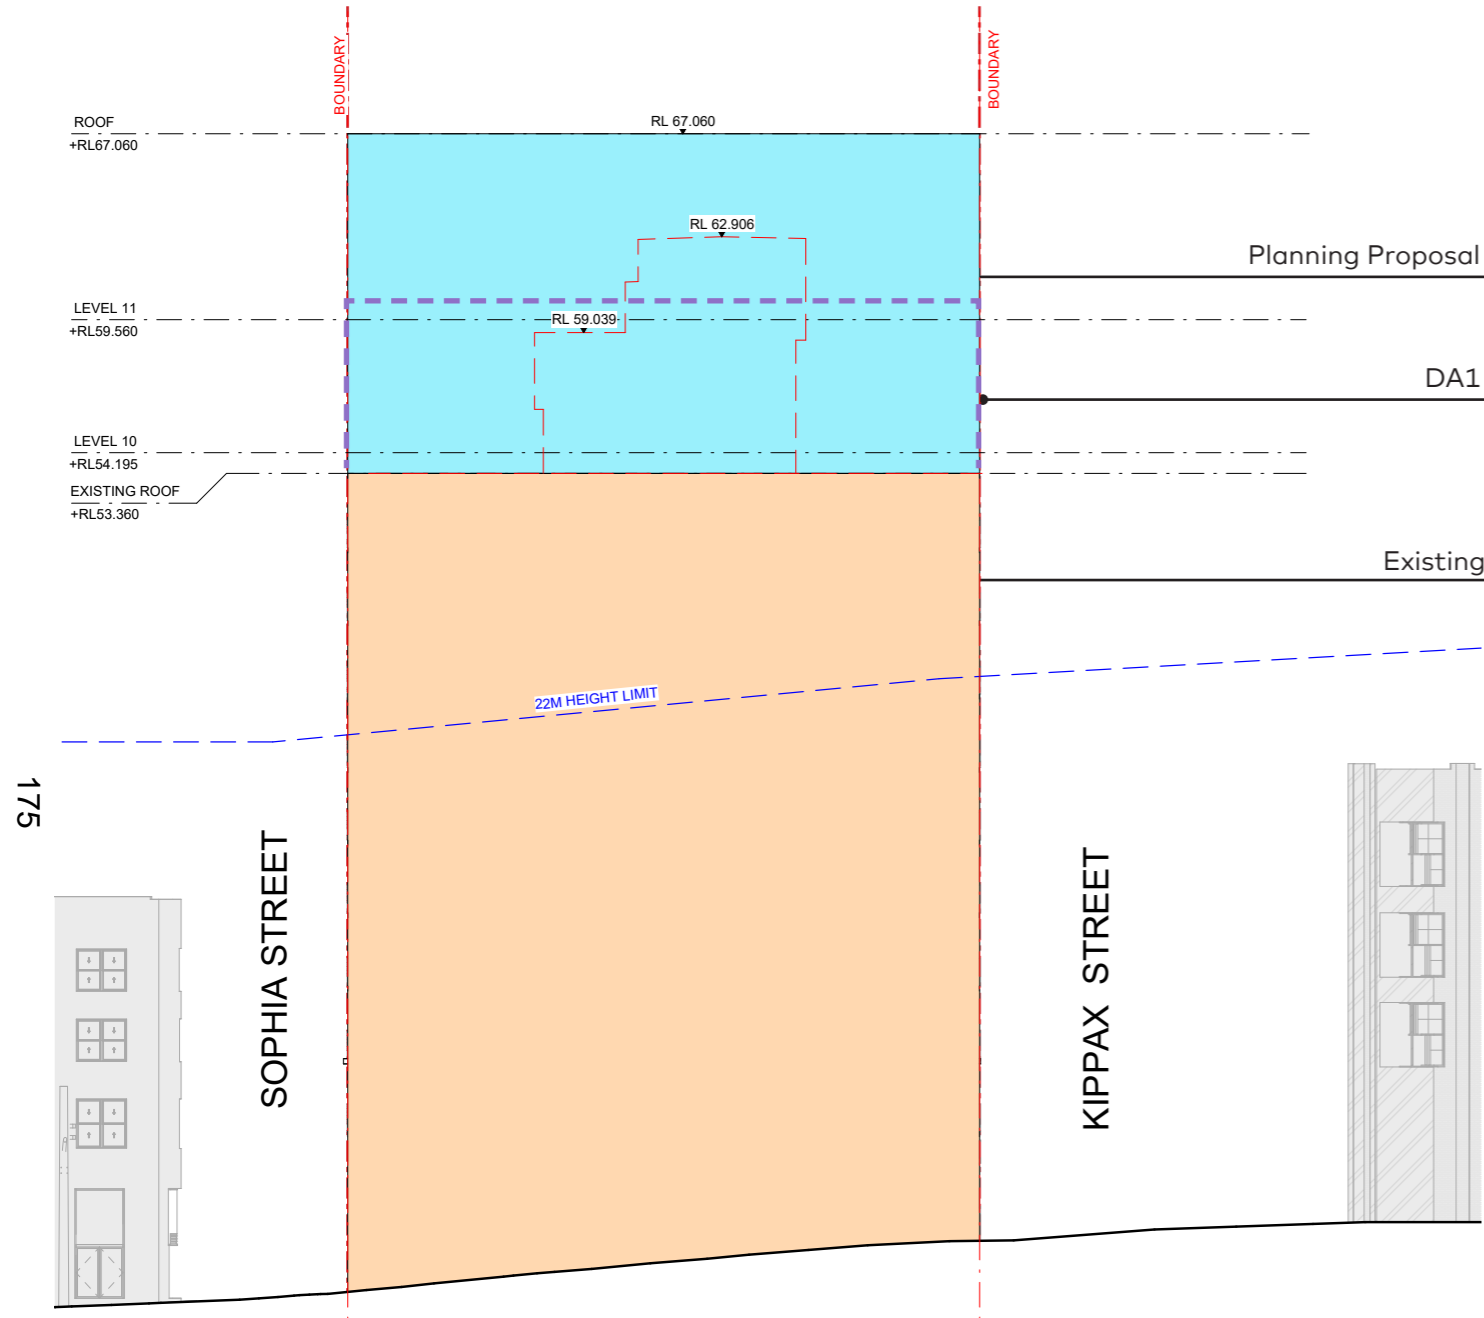 BOUNDARY
BOUNDARY
ROOF
+RL67.060
RL 67.060
RL 62.906
Planning Proposal
LEVEL 11
+RL59.560
RL 59.039
DA1
LEVEL 10
+RL54.195
EXISTING ROOF
+RL53.360
Existing
22M HEIGHT LIMIT
175
SOPHIA STREET
KIPPAX STREET